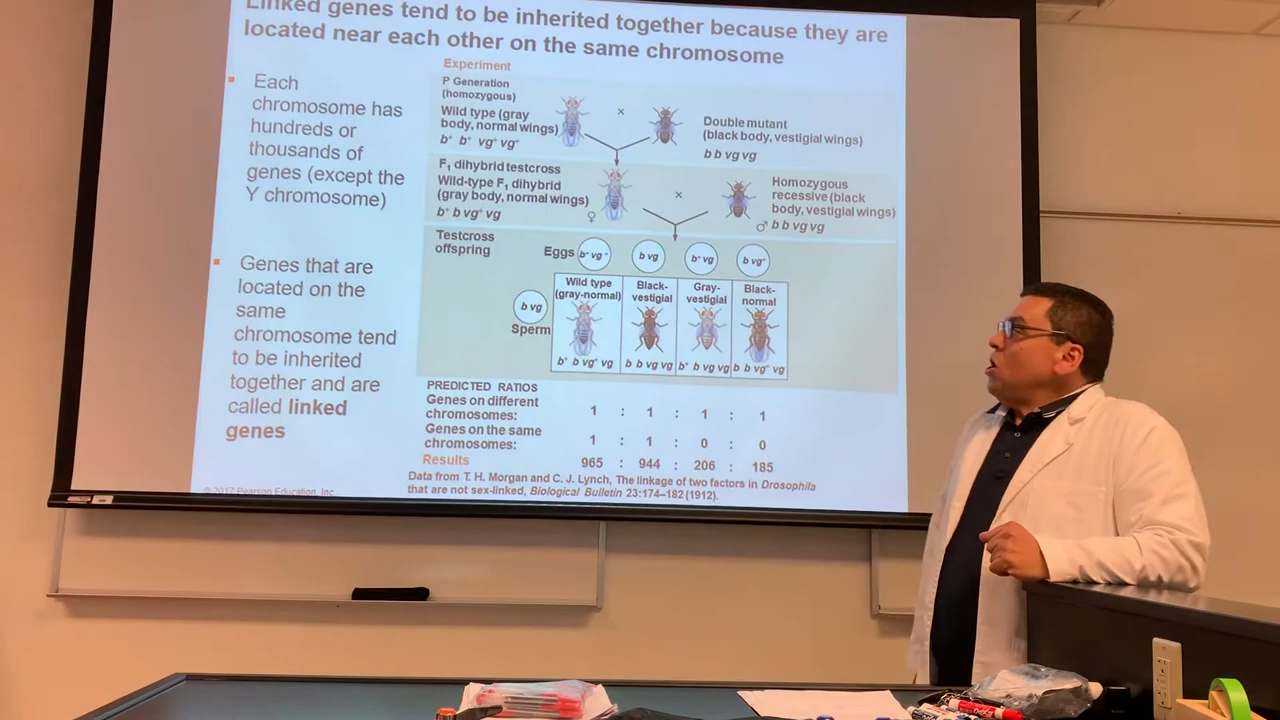 Linked genes tend to be inherited together because they are
located near each other on the same chromosome
Each
chromosome has
hundreds or
thousands of
genes (except the
Y chromosome)
Genes that are
located on the
same
chromosome tend
to be inherited
together and are
called linked
genes
© 2017 Pearson Education, Inc.
Experiment
P Generation
(homozygous)
Wild type (gray
body, normal wings)
b⁺ b⁺ vg⁺ vg⁺
×
Double mutant
(black body, vestigial wings)
b b vg vg
F₁ dihybrid testcross
Wild-type F₁ dihybrid
(gray body, normal wings)
b⁺ b vg⁺ vg
♀
×
Homozygous
recessive (black
body, vestigial wings)
♂ b b vg vg
Testcross
offspring
Eggs b⁺ vg⁺ b vg b⁺ vg b vg⁺
Wild type
(gray-normal)
Black-
vestigial
Gray-
vestigial
Black-
normal
b vg
Sperm
b⁺ b vg⁺ vg b b vg vg b⁺ b vg vg b b vg⁺ vg
PREDICTED RATIOS
Genes on different
chromosomes: 1 : 1 : 1 : 1
Genes on the same
chromosomes: 1 : 1 : 0 : 0
Results 965 : 944 : 206 : 185
Data from T. H. Morgan and C. J. Lynch, The linkage of two factors in Drosophila
that are not sex-linked, Biological Bulletin 23:174–182 (1912).